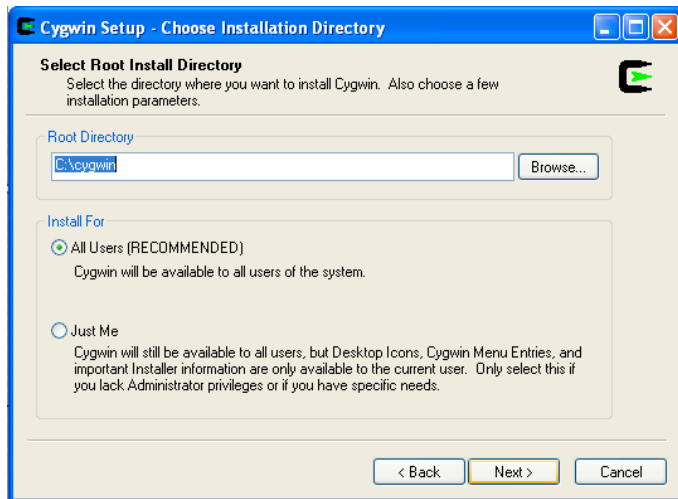 Cygwin Setup - Choose Installation Directory
Select Root Install Directory
Select the directory where you want to install Cygwin. Also choose a few
installation parameters.
Root Directory
C:\cygwin
Browse...
Install For
All Users (RECOMMENDED)
Cygwin will be available to all users of the system.
Just Me
Cygwin will still be available to all users, but Desktop Icons, Cygwin Menu Entries, and
important Installer information are only available to the current user. Only select this if
you lack Administrator privileges or if you have specific needs.
< Back
Next >
Cancel